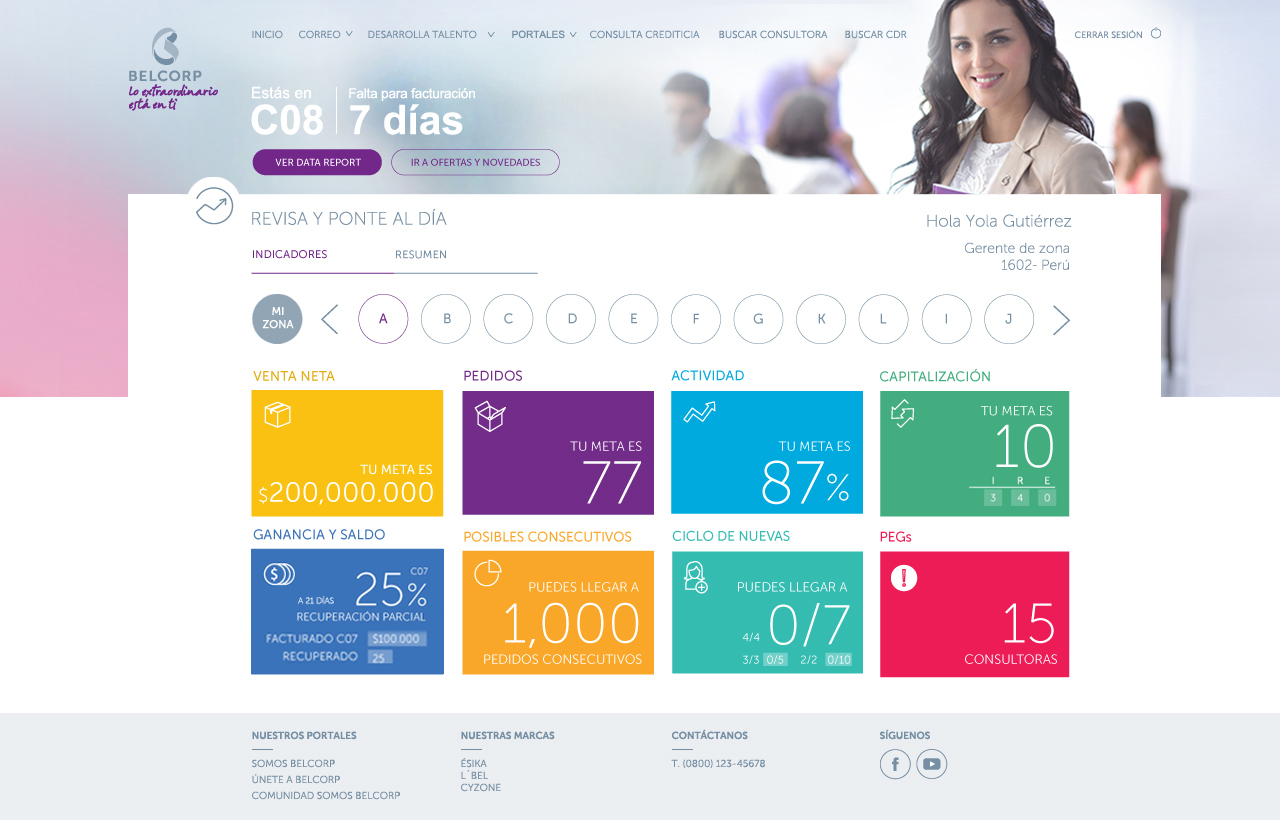 INICIO CORREO DESARROLLA TALENTO PORTALES CONSULTA CREDITICIA BUSCAR CONSULTORA BUSCAR CDR CERRAR SESIÓN
BELCORP
Lo extraordinario
está en ti
Estás en
C08
Falta para facturación
7 días
VER DATA REPORT
IR A OFERTAS Y NOVEDADES
REVISA Y PONTE AL DÍA
Hola Yola Gutiérrez
Gerente de zona
1602- Perú
INDICADORES RESUMEN
MI
ZONA
A B C D E F G K L I J
VENTA NETA
TU META ES
$200,000.000
PEDIDOS
TU META ES
77
ACTIVIDAD
TU META ES
87%
CAPITALIZACIÓN
TU META ES
10
I R E
3 4 0
GANANCIA Y SALDO
C07
A 21 DÍAS 25%
RECUPERACIÓN PARCIAL
FACTURADO C07 $100.000
RECUPERADO 25
POSIBLES CONSECUTIVOS
PUEDES LLEGAR A
1,000
PEDIDOS CONSECUTIVOS
CICLO DE NUEVAS
PUEDES LLEGAR A
4/4 0/7
3/3 0/5 2/2 0/10
PEGs
15
CONSULTORAS
NUESTROS PORTALES
SOMOS BELCORP
ÚNETE A BELCORP
COMUNIDAD SOMOS BELCORP
NUESTRAS MARCAS
ÉSIKA
L´BEL
CYZONE
CONTÁCTANOS
T. (0800) 123-45678
SÍGUENOS